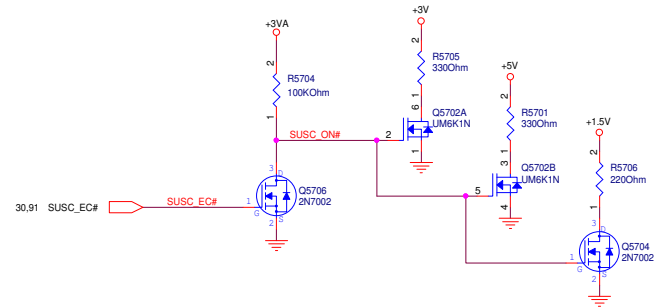 +3VA
2
R5704
100KOhm
1
SUSC_ON#
3
D
Q5706
2N7002
30,91 SUSC_EC#
SUSC_EC#
1
G
2
S
+3V
2
R5705
330Ohm
1
6
Q5702A
UM6K1N
2
1
+5V
2
R5701
330Ohm
1
3
Q5702B
UM6K1N
5
4
+1.5V
2
R5706
220Ohm
1
3
D
Q5704
2N7002
1
G
2
S